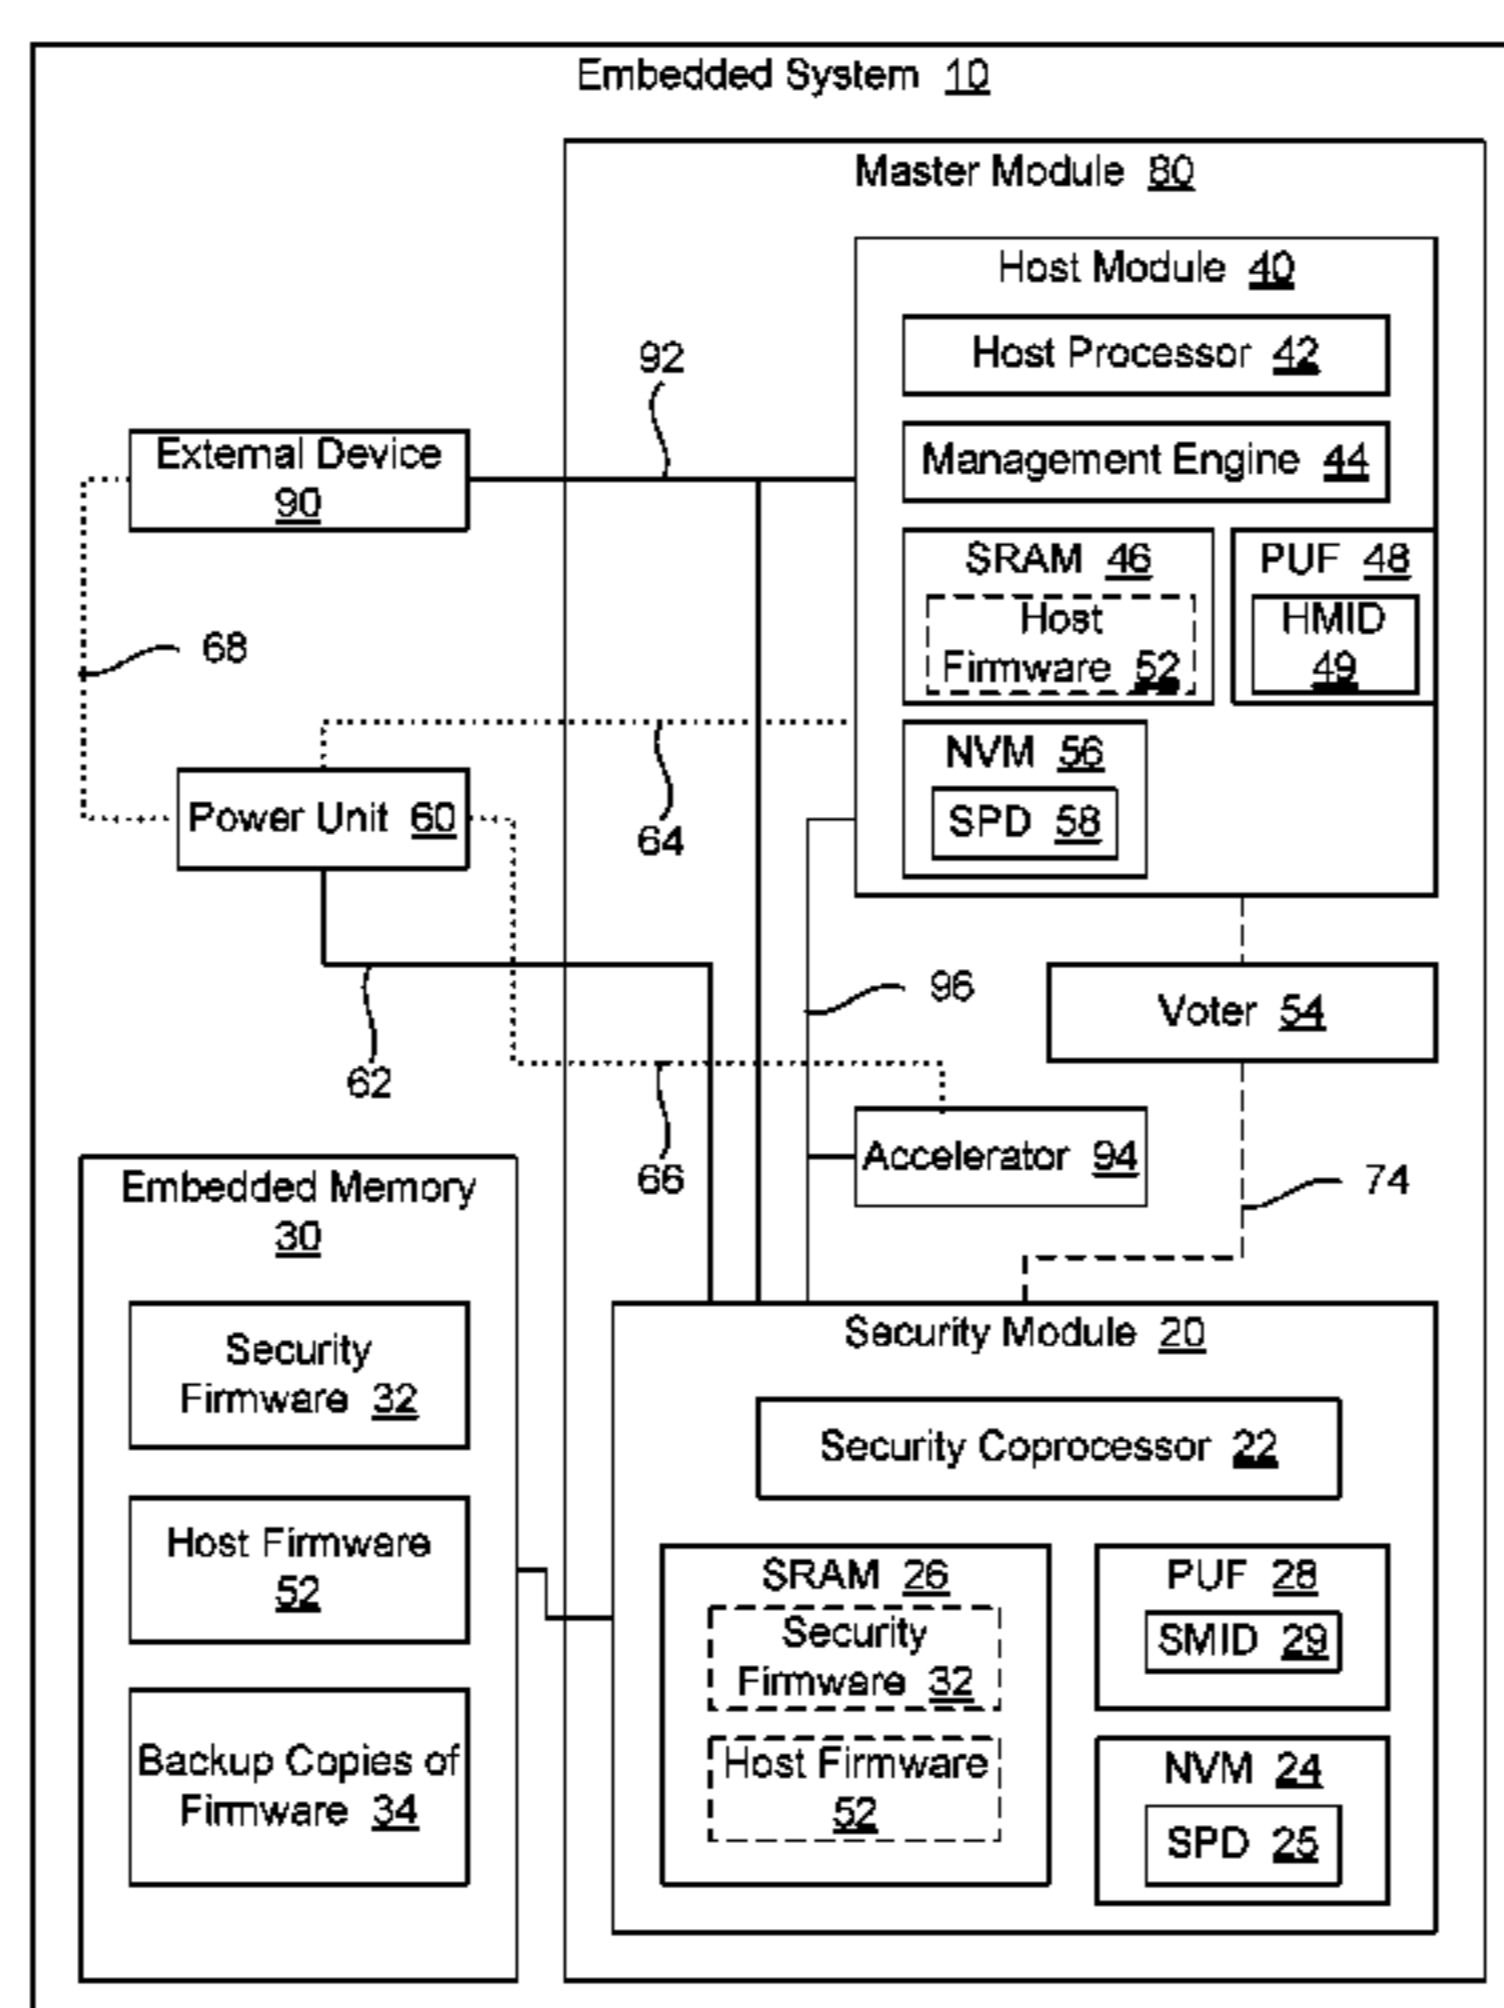 Embedded System 10
Master Module 80
Host Module 40
Host Processor 42
92
External Device
90
Management Engine 44
SRAM 46
Host
Firmware 52
PUF 48
HMID
49
68
NVM 56
SPD 58
Power Unit 60
64
96
Voter 54
62
66
Accelerator 94
74
Embedded Memory
30
Security
Firmware 32
Host Firmware
52
Backup Copies of
Firmware 34
Security Module 20
Security Coprocessor 22
SRAM 26
Security
Firmware 32
Host Firmware
52
PUF 28
SMID 29
NVM 24
SPD 25